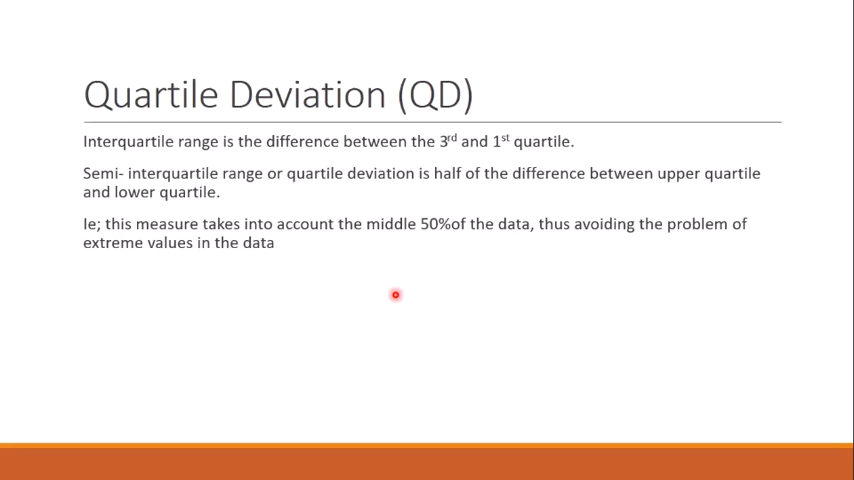 Quartile Deviation (QD)
Interquartile range is the difference between the 3rd and 1st quartile.
Semi- interquartile range or quartile deviation is half of the difference between upper quartile
and lower quartile.
Ie; this measure takes into account the middle 50%of the data, thus avoiding the problem of
extreme values in the data